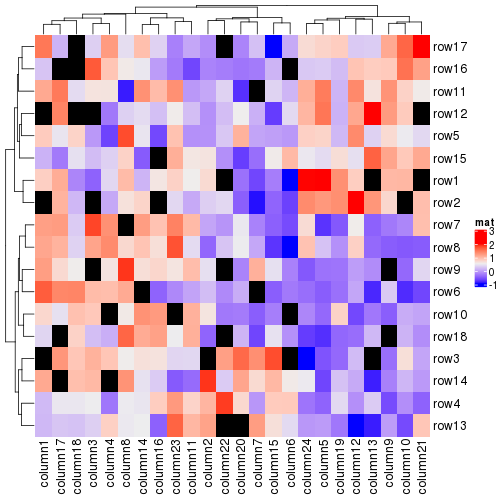 row17
row16
row11
row12
row5
row15
row1
row2
row7
row8
row9
row6
row10
row18
row3
row14
row4
row13
mat
3
2
1
0
-1
column1
column17
column18
column3
column4
column8
column14
column16
column23
column11
column2
column22
column20
column7
column15
column6
column24
column5
column19
column12
column13
column9
column10
column21